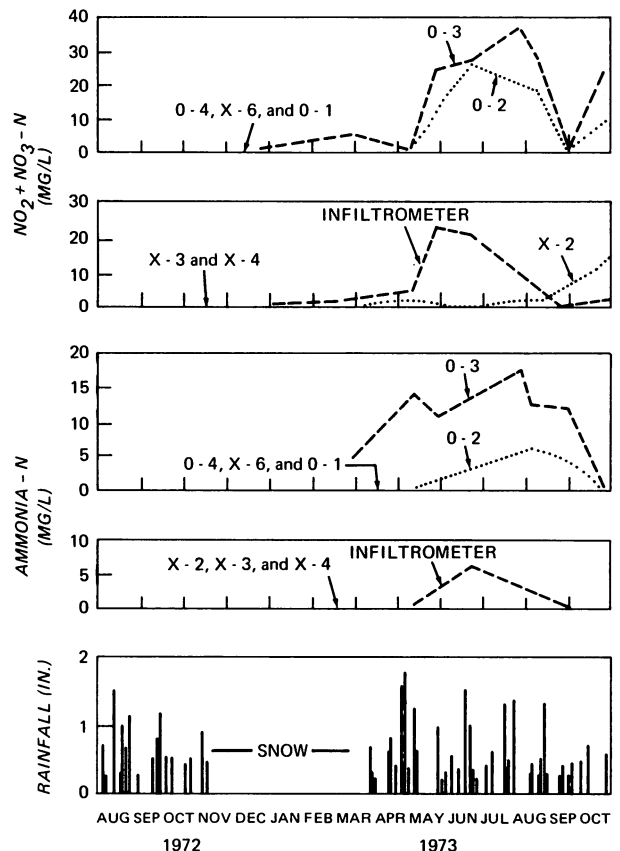 NO2 + NO3 - N
(MG/L)
40
30
20
10
0
0 - 3
0 - 2
0 - 4, X - 6, and 0 - 1
30
20
10
0
INFILTROMETER
X - 2
X - 3 and X - 4
AMMONIA - N
(MG/L)
20
15
10
5
0
0 - 3
0 - 2
0 - 4, X - 6, and 0 - 1
10
5
0
X - 2, X - 3, and X - 4
INFILTROMETER
RAINFALL (IN.)
2
1
0
SNOW
AUG SEP OCT NOV DEC JAN FEB MAR APR MAY JUN JUL AUG SEP OCT
1972 1973